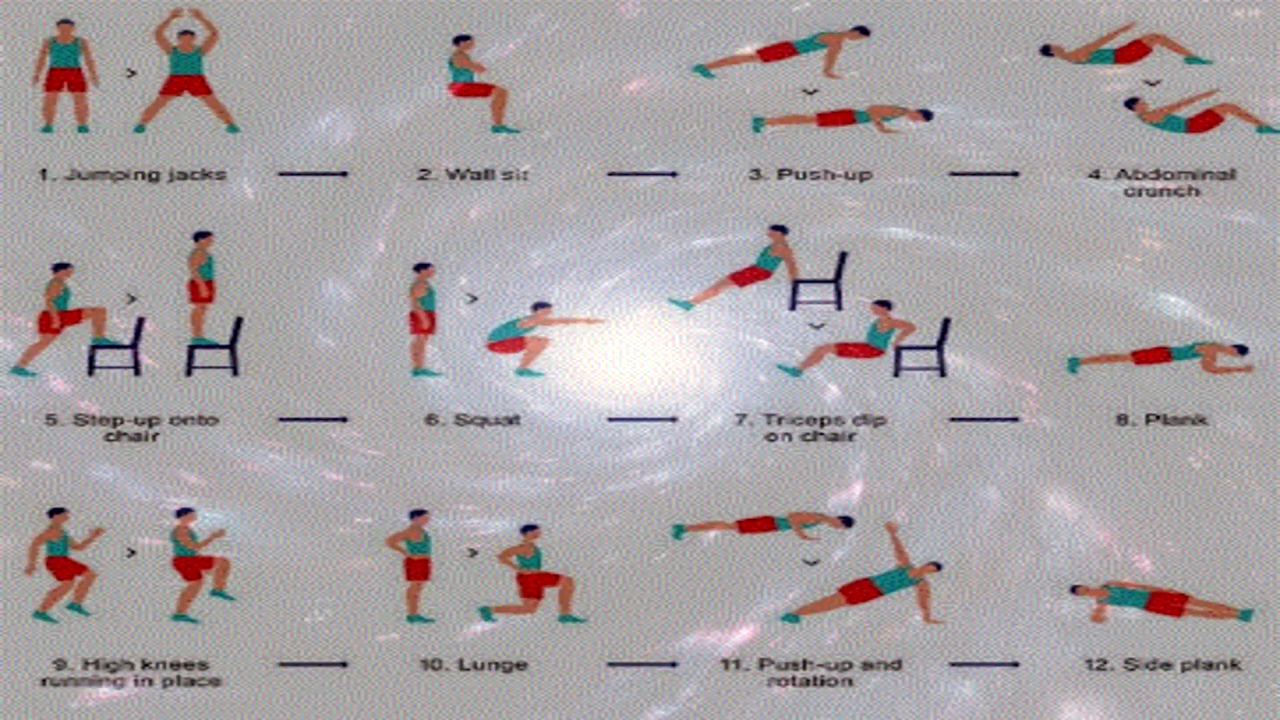 1. Jumping jacks
2. Wall sit
3. Push-up
4. Abdominal
crunch
5. Step-up onto
chair
6. Squat
7. Triceps dip
on chair
8. Plank
9. High knees
running in place
10. Lunge
11. Push-up and
rotation
12. Side plank